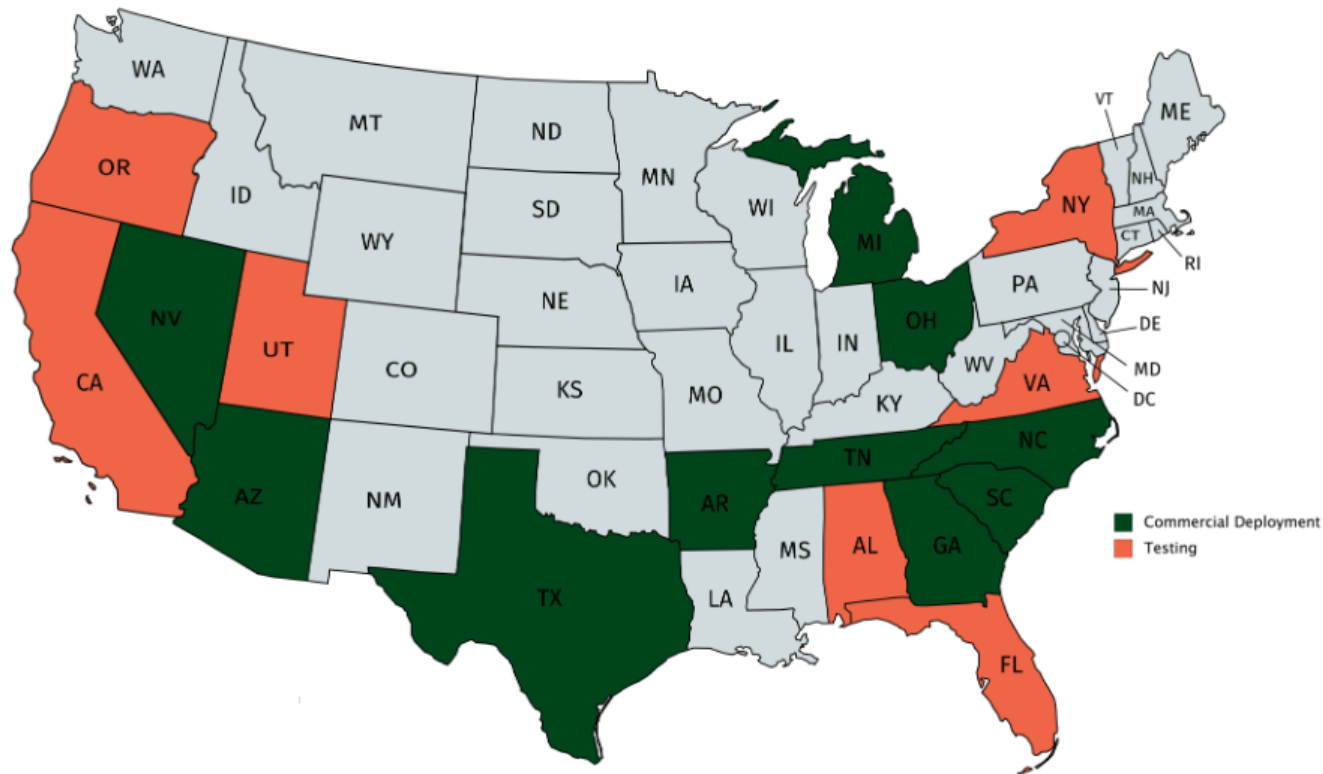 WA
MT
ND
MN
VT
ME
OR
ID
SD
WI
NH
NY
MA
WY
MI
CT
RI
IA
PA
NE
NJ
NV
OH
DE
UT
IL
IN
CO
WV
MD
CA
KS
MO
VA
KY
DC
NC
TN
OK
AZ
NM
AR
SC
Commercial Deployment
MS
AL
GA
Testing
TX
LA
FL